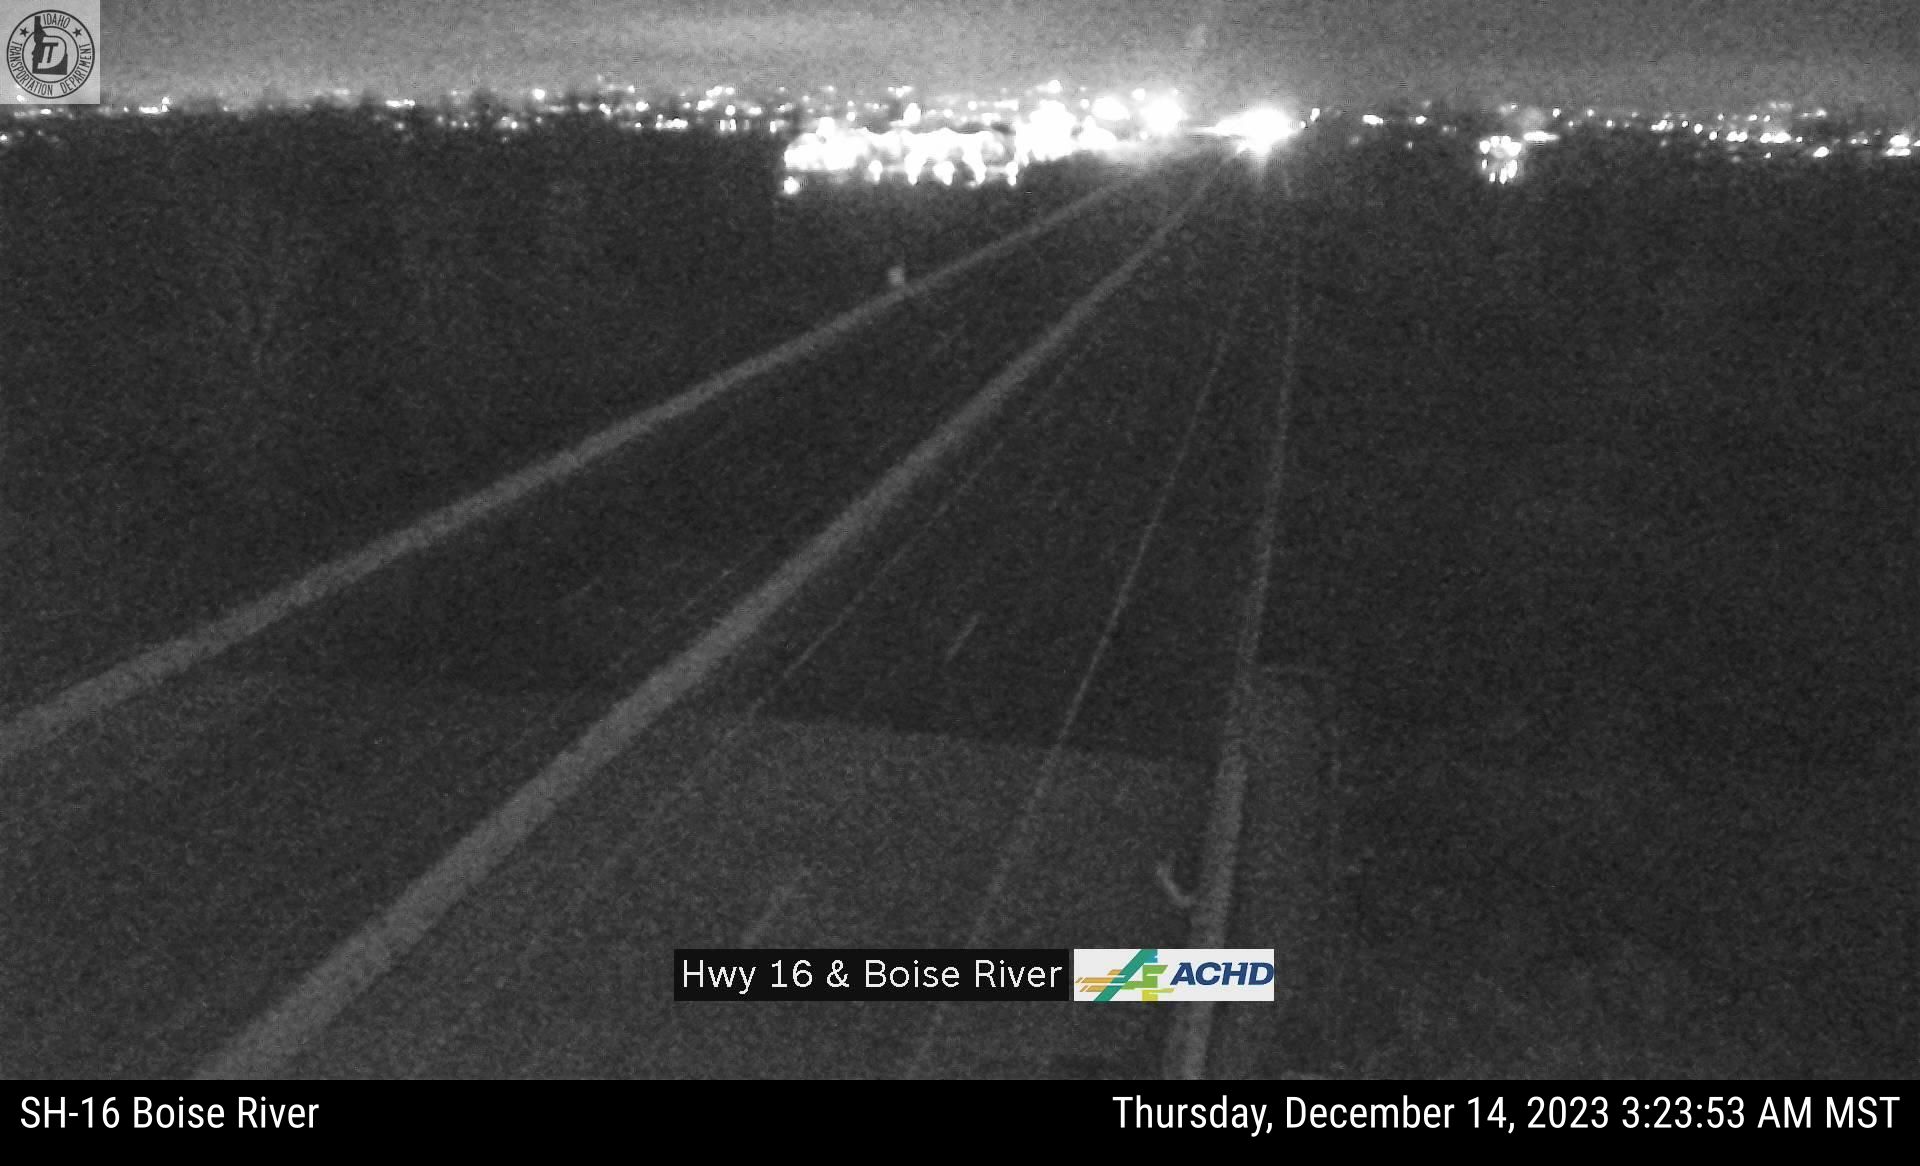 IDAHO
TRANSPORTATION DEPARTMENT
Hwy 16 & Boise River
ACHD
SH-16 Boise River
Thursday, December 14, 2023 3:23:53 AM MST